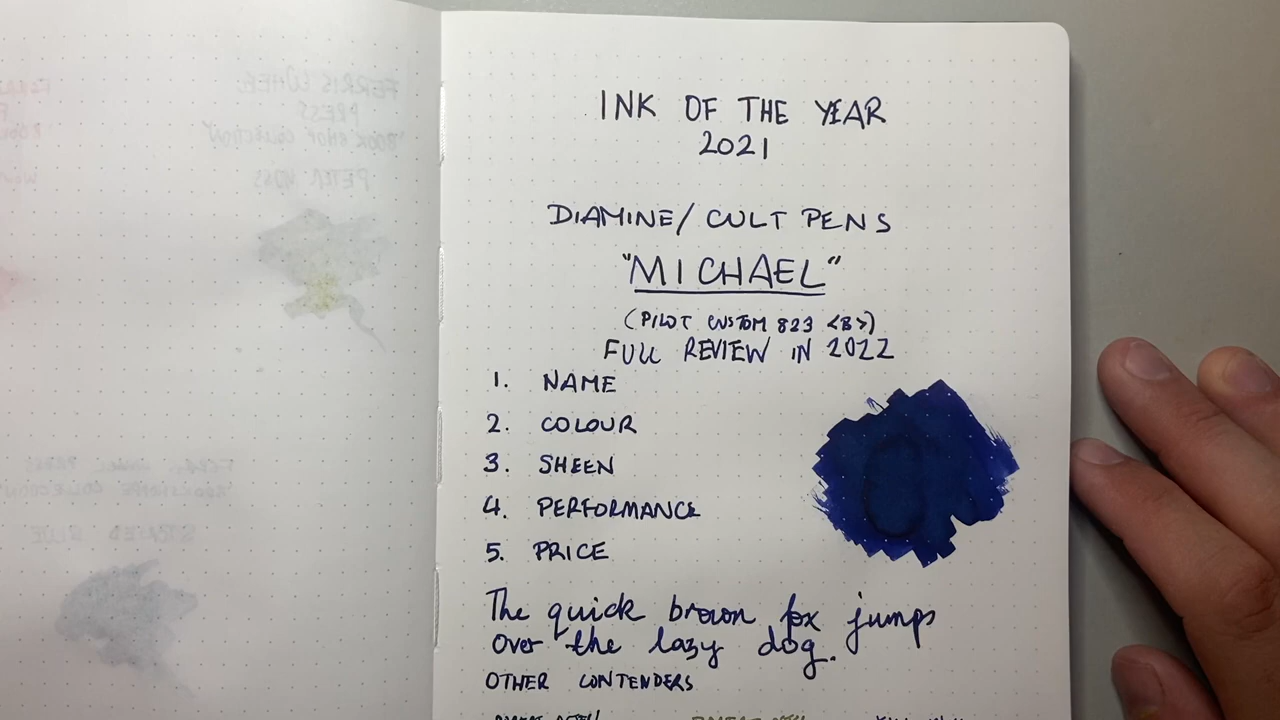 INK OF THE YEAR
2021
DIAMINE/CULT PENS
"MICHAEL"
(PILOT CUSTOM 823 <B>)
FULL REVIEW IN 2022
1. NAME
2. COLOUR
3. SHEEN
4. PERFORMANCE
5. PRICE
The quick brown fox jumps
over the lazy dog.
OTHER CONTENDERS